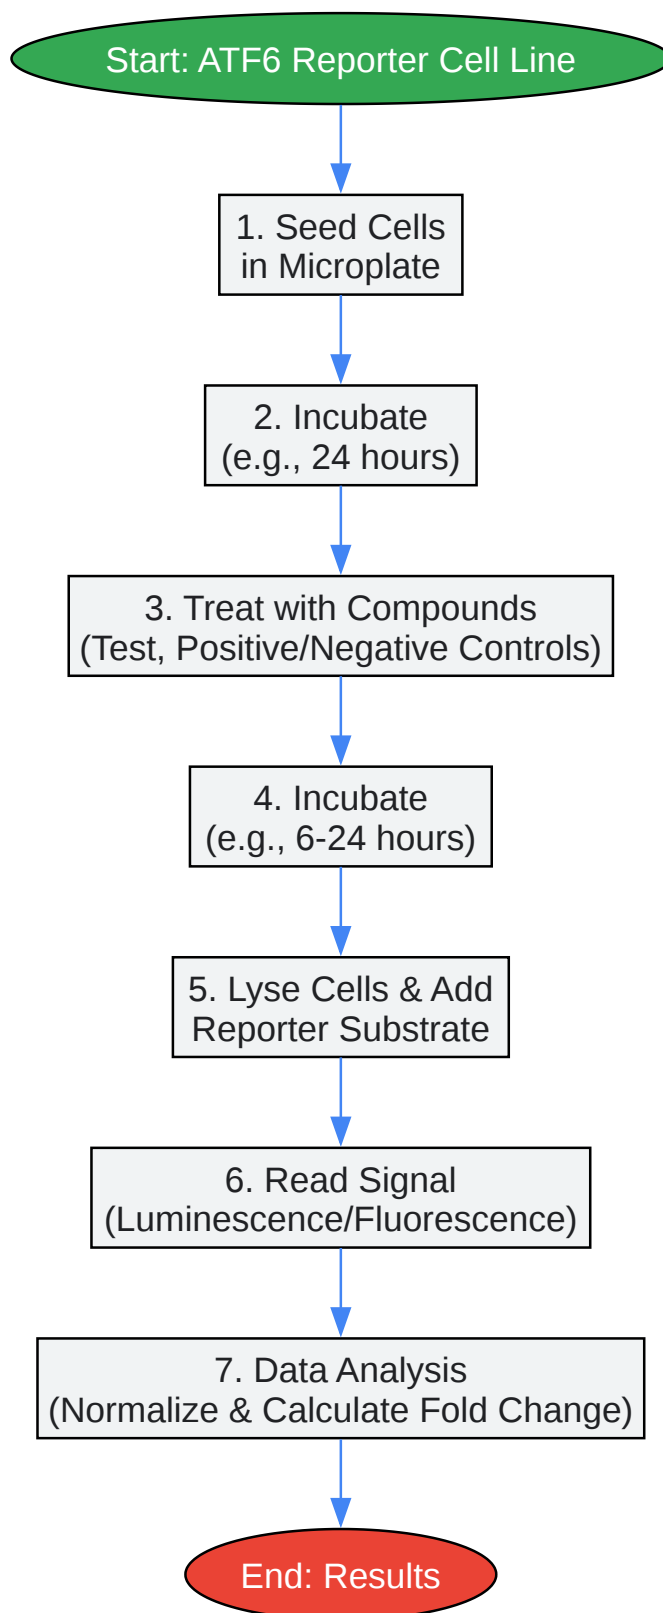 Start: ATF6 Reporter Cell Line
1. Seed Cells
in Microplate
2. Incubate
(e.g., 24 hours)
3. Treat with Compounds
(Test, Positive/Negative Controls)
4. Incubate
(e.g., 6-24 hours)
5. Lyse Cells & Add
Reporter Substrate
6. Read Signal
(Luminescence/Fluorescence)
7. Data Analysis
(Normalize & Calculate Fold Change)
End: Results